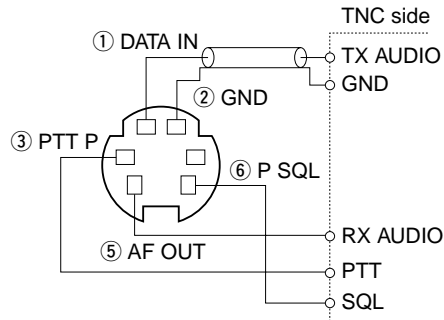 TNC side
① DATA IN
TX AUDIO
② GND
GND
③ PTT P
⑥ P SQL
⑤ AF OUT
RX AUDIO
PTT
SQL